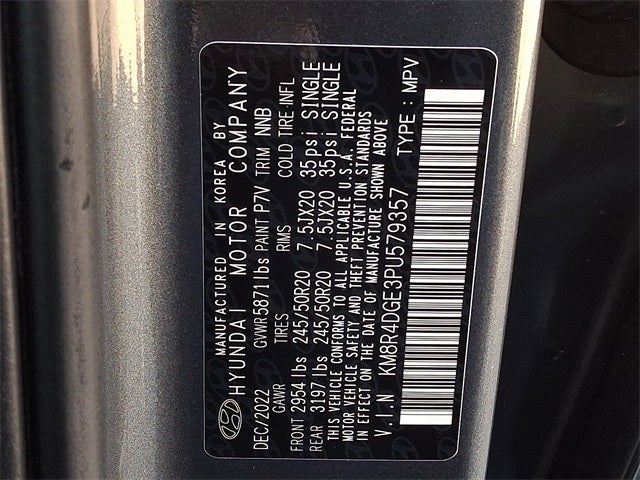 MANUFACTURED IN KOREA BY
HYUNDAI MOTOR COMPANY
DEC/2022 GVWR 5871lbs PAINT P7V TRIM NNB
GAWR TIRES RIMS COLD TIRE INFL
FRONT 2954 lbs 245/50R20 7.5JX20 35psi SINGLE
REAR 3197 lbs 245/50R20 7.5JX20 35psi SINGLE
THIS VEHICLE CONFORMS TO ALL APPLICABLE U.S.A. FEDERAL
MOTOR VEHICLE SAFETY AND THEFT PREVENTION STANDARDS
IN EFFECT ON THE DATE OF MANUFACTURE SHOWN ABOVE
V.I.N KM8R4DGE3PU579357 TYPE : MPV